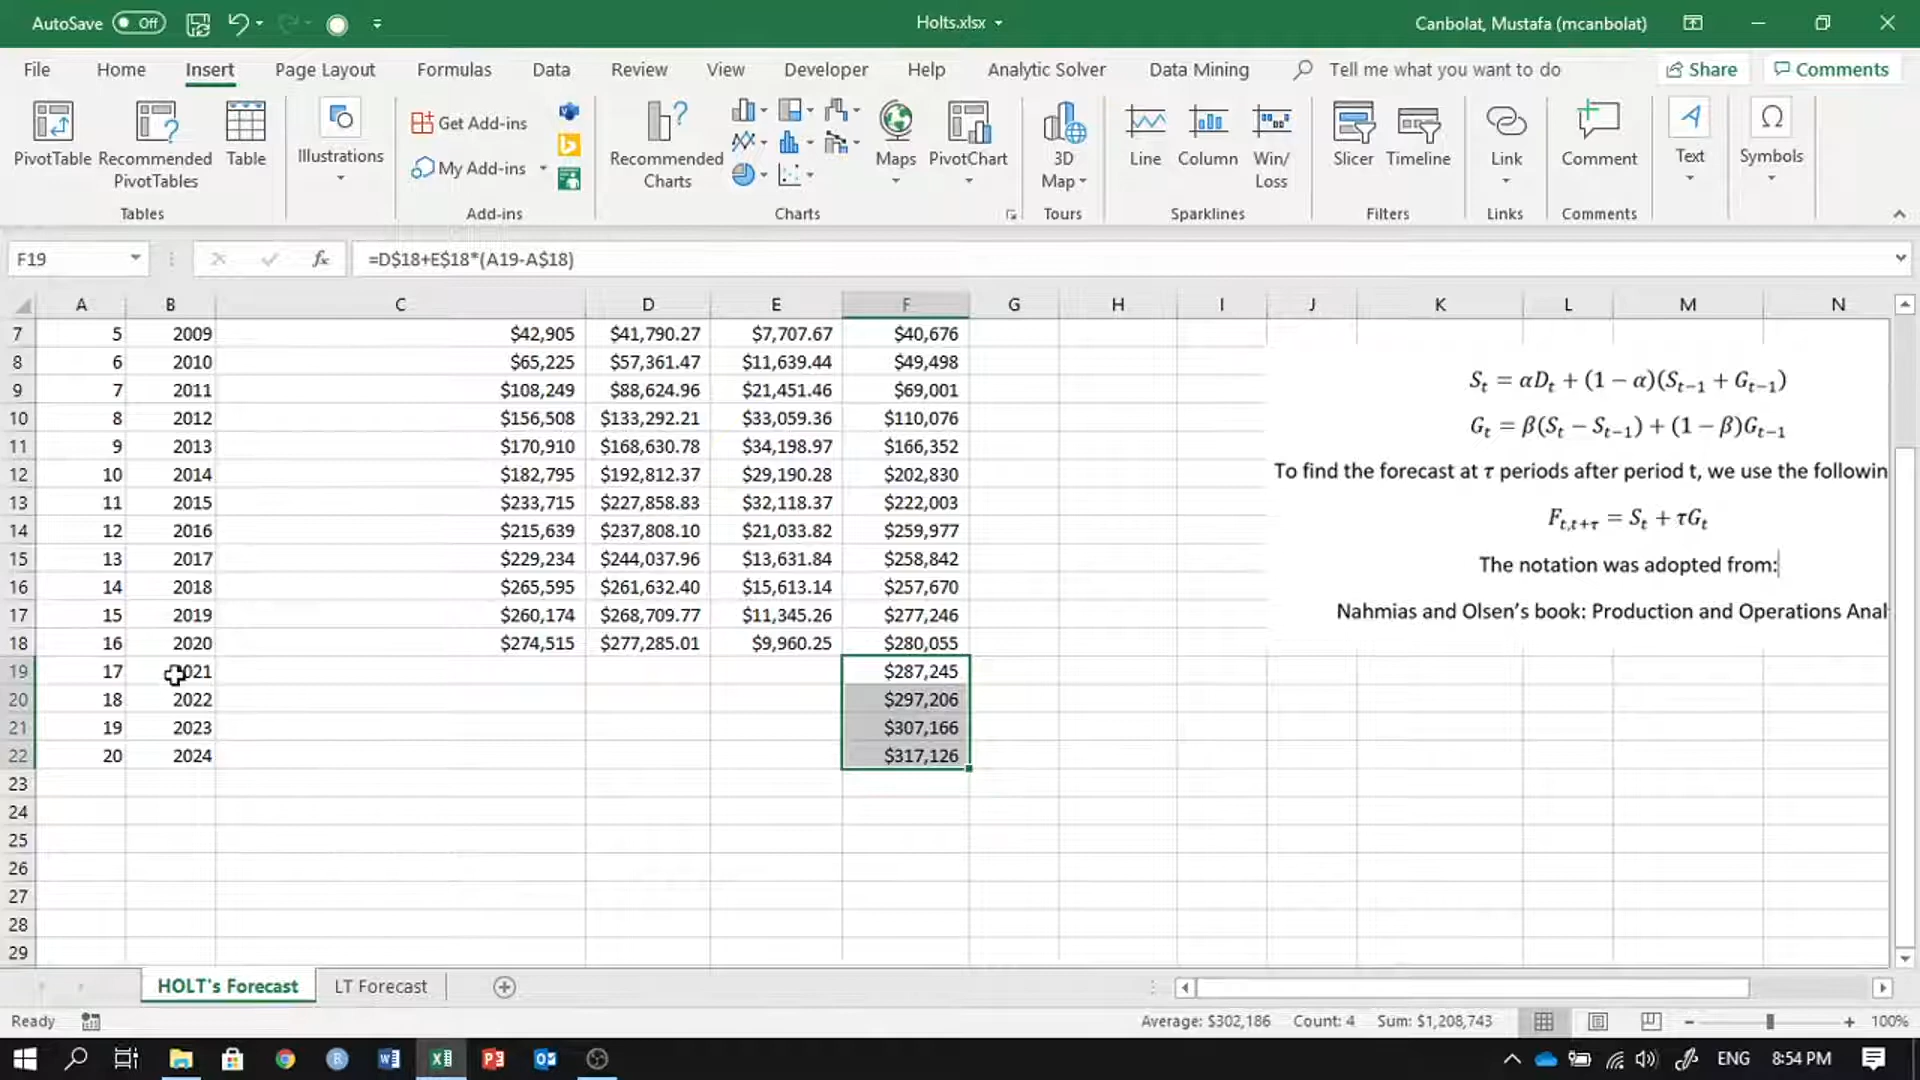 AutoSave Off Holts.xlsx Canbolat, Mustafa (mcanbolat)
File Home Insert Page Layout Formulas Data Review View Developer Help Analytic Solver Data Mining Tell me what you want to do Share Comments
PivotTable Recommended PivotTables Table Illustrations Get Add-ins My Add-ins Recommended Charts Maps PivotChart 3D Map Line Column Win/Loss Slicer Timeline Link Comment Text Symbols
Tables Add-ins Charts Tours Sparklines Filters Links Comments
F19 fx =D$18+E$18*(A19-A$18)
A B C D E F G H I J K L M N
7 5 2009 $42,905 $41,790.27 $7,707.67 $40,676
8 6 2010 $65,225 $57,361.47 $11,639.44 $49,498
9 7 2011 $108,249 $88,624.96 $21,451.46 $69,001
10 8 2012 $156,508 $133,292.21 $33,059.36 $110,076
11 9 2013 $170,910 $168,630.78 $34,198.97 $166,352
12 10 2014 $182,795 $192,812.37 $29,190.28 $202,830
13 11 2015 $233,715 $227,858.83 $32,118.37 $222,003
14 12 2016 $215,639 $237,808.10 $21,033.82 $259,977
15 13 2017 $229,234 $244,037.96 $13,631.84 $258,842
16 14 2018 $265,595 $261,632.40 $15,613.14 $257,670
17 15 2019 $260,174 $268,709.77 $11,345.26 $277,246
18 16 2020 $274,515 $277,285.01 $9,960.25 $280,055
19 17 2021 $287,245
20 18 2022 $297,206
21 19 2023 $307,166
22 20 2024 $317,126
23
24
25
26
27
28
29
Sₜ = αDₜ + (1 − α)(Sₜ₋₁ + Gₜ₋₁)
Gₜ = β(Sₜ − Sₜ₋₁) + (1 − β)Gₜ₋₁
To find the forecast at τ periods after period t, we use the followin
F_{t,t+τ} = Sₜ + τGₜ
The notation was adopted from:
Nahmias and Olsen's book: Production and Operations Anal
HOLT's Forecast LT Forecast
Ready Average: $302,186 Count: 4 Sum: $1,208,743 100%
ENG 8:54 PM